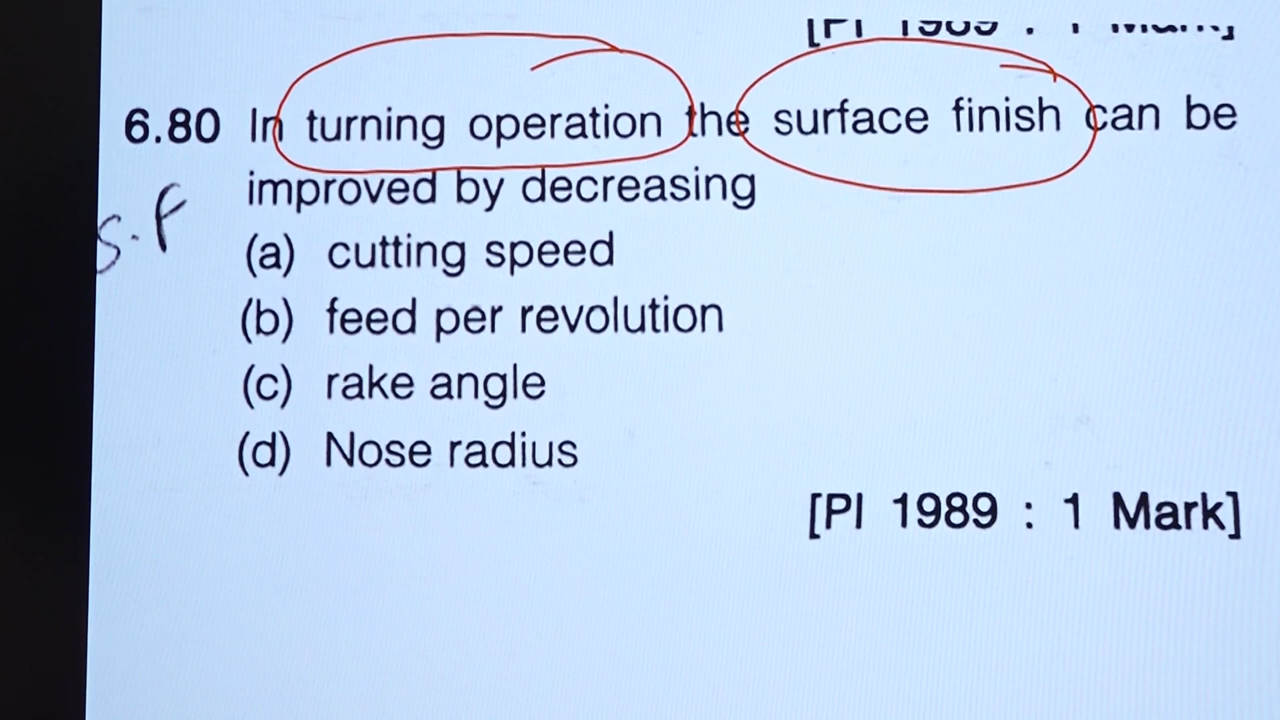 6.80 In turning operation the surface finish can be
improved by decreasing
S.F
(a) cutting speed
(b) feed per revolution
(c) rake angle
(d) Nose radius
[PI 1989 : 1 Mark]